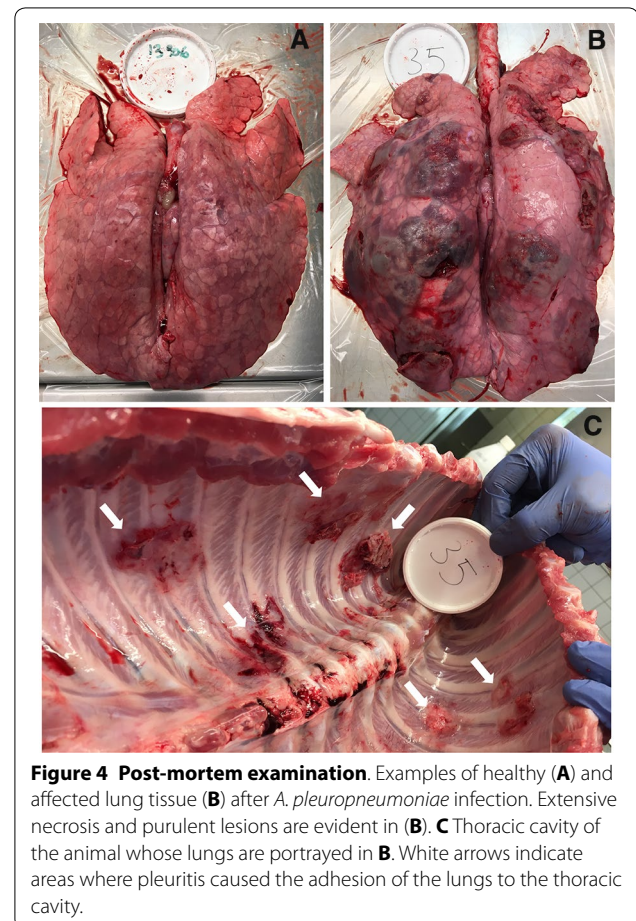 A
B
35
C
35
Figure 4 Post-mortem examination. Examples of healthy (A) and
affected lung tissue (B) after A. pleuropneumoniae infection. Extensive
necrosis and purulent lesions are evident in (B). C Thoracic cavity of
the animal whose lungs are portrayed in B. White arrows indicate
areas where pleuritis caused the adhesion of the lungs to the thoracic
cavity.